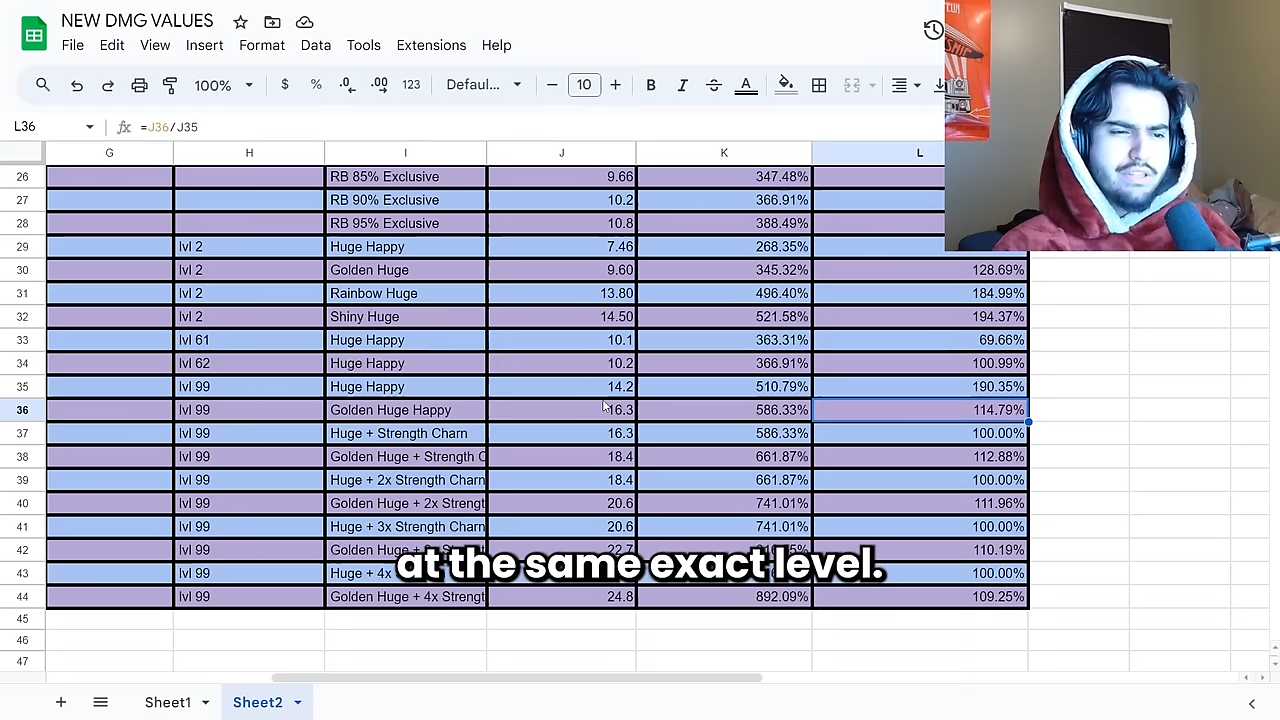 NEW DMG VALUES
File Edit View Insert Format Data Tools Extensions Help
100% $ % .0 .00 123 Defaul... 10 B I S A
L36 fx =J36/J35
G H I J K L
26 RB 85% Exclusive 9.66 347.48%
27 RB 90% Exclusive 10.2 366.91%
28 RB 95% Exclusive 10.8 388.49%
29 lvl 2 Huge Happy 7.46 268.35%
30 lvl 2 Golden Huge 9.60 345.32% 128.69%
31 lvl 2 Rainbow Huge 13.80 496.40% 184.99%
32 lvl 2 Shiny Huge 14.50 521.58% 194.37%
33 lvl 61 Huge Happy 10.1 363.31% 69.66%
34 lvl 62 Huge Happy 10.2 366.91% 100.99%
35 lvl 99 Huge Happy 14.2 510.79% 190.35%
36 lvl 99 Golden Huge Happy 16.3 586.33% 114.79%
37 lvl 99 Huge + Strength Charn 16.3 586.33% 100.00%
38 lvl 99 Golden Huge + Strength C 18.4 661.87% 112.88%
39 lvl 99 Huge + 2x Strength Charn 18.4 661.87% 100.00%
40 lvl 99 Golden Huge + 2x Strengt 20.6 741.01% 111.96%
41 lvl 99 Huge + 3x Strength Charn 20.6 741.01% 100.00%
42 lvl 99 Golden Huge + 22.7 110.19%
at the same exact level.
43 lvl 99 Huge + 4x 100.00%
44 lvl 99 Golden Huge + 4x Strengt 24.8 892.09% 109.25%
45
46
47
Sheet1 Sheet2